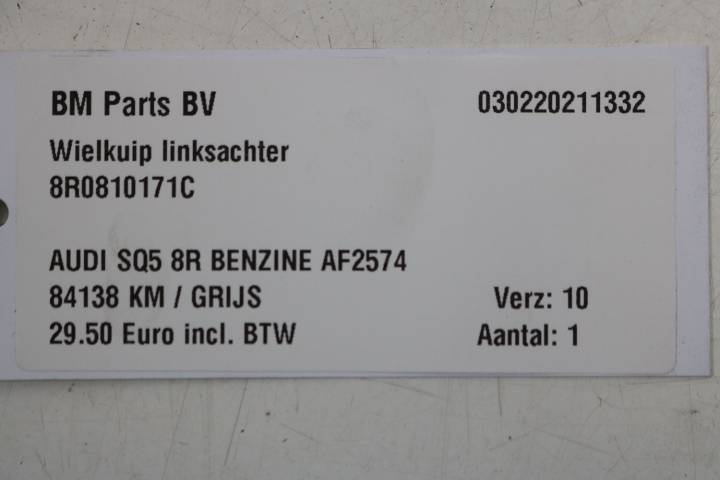 BM Parts BV 030220211332
Wielkuip linksachter
8R0810171C
AUDI SQ5 8R BENZINE AF2574
84138 KM / GRIJS Verz: 10
29.50 Euro incl. BTW Aantal: 1